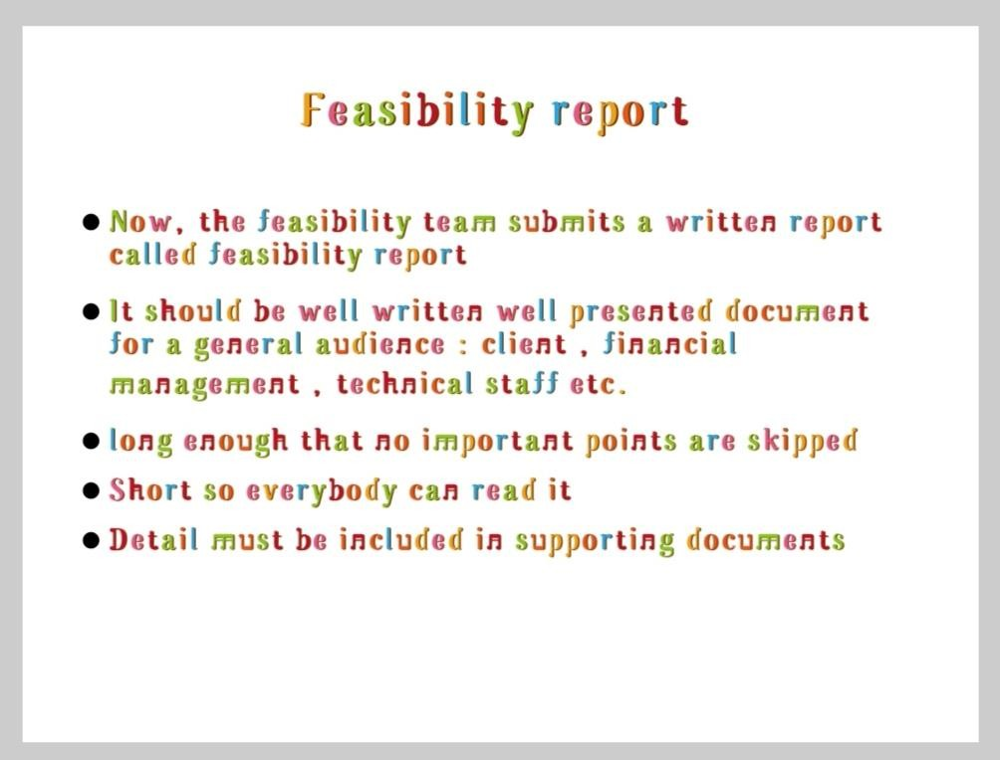 Feasibility report
● Now, the feasibility team submits a written report
called feasibility report
● It should be well written well presented document
for a general audience : client , financial
management , technical staff etc.
● long enough that no important points are skipped
● Short so everybody can read it
● Detail must be included in supporting documents